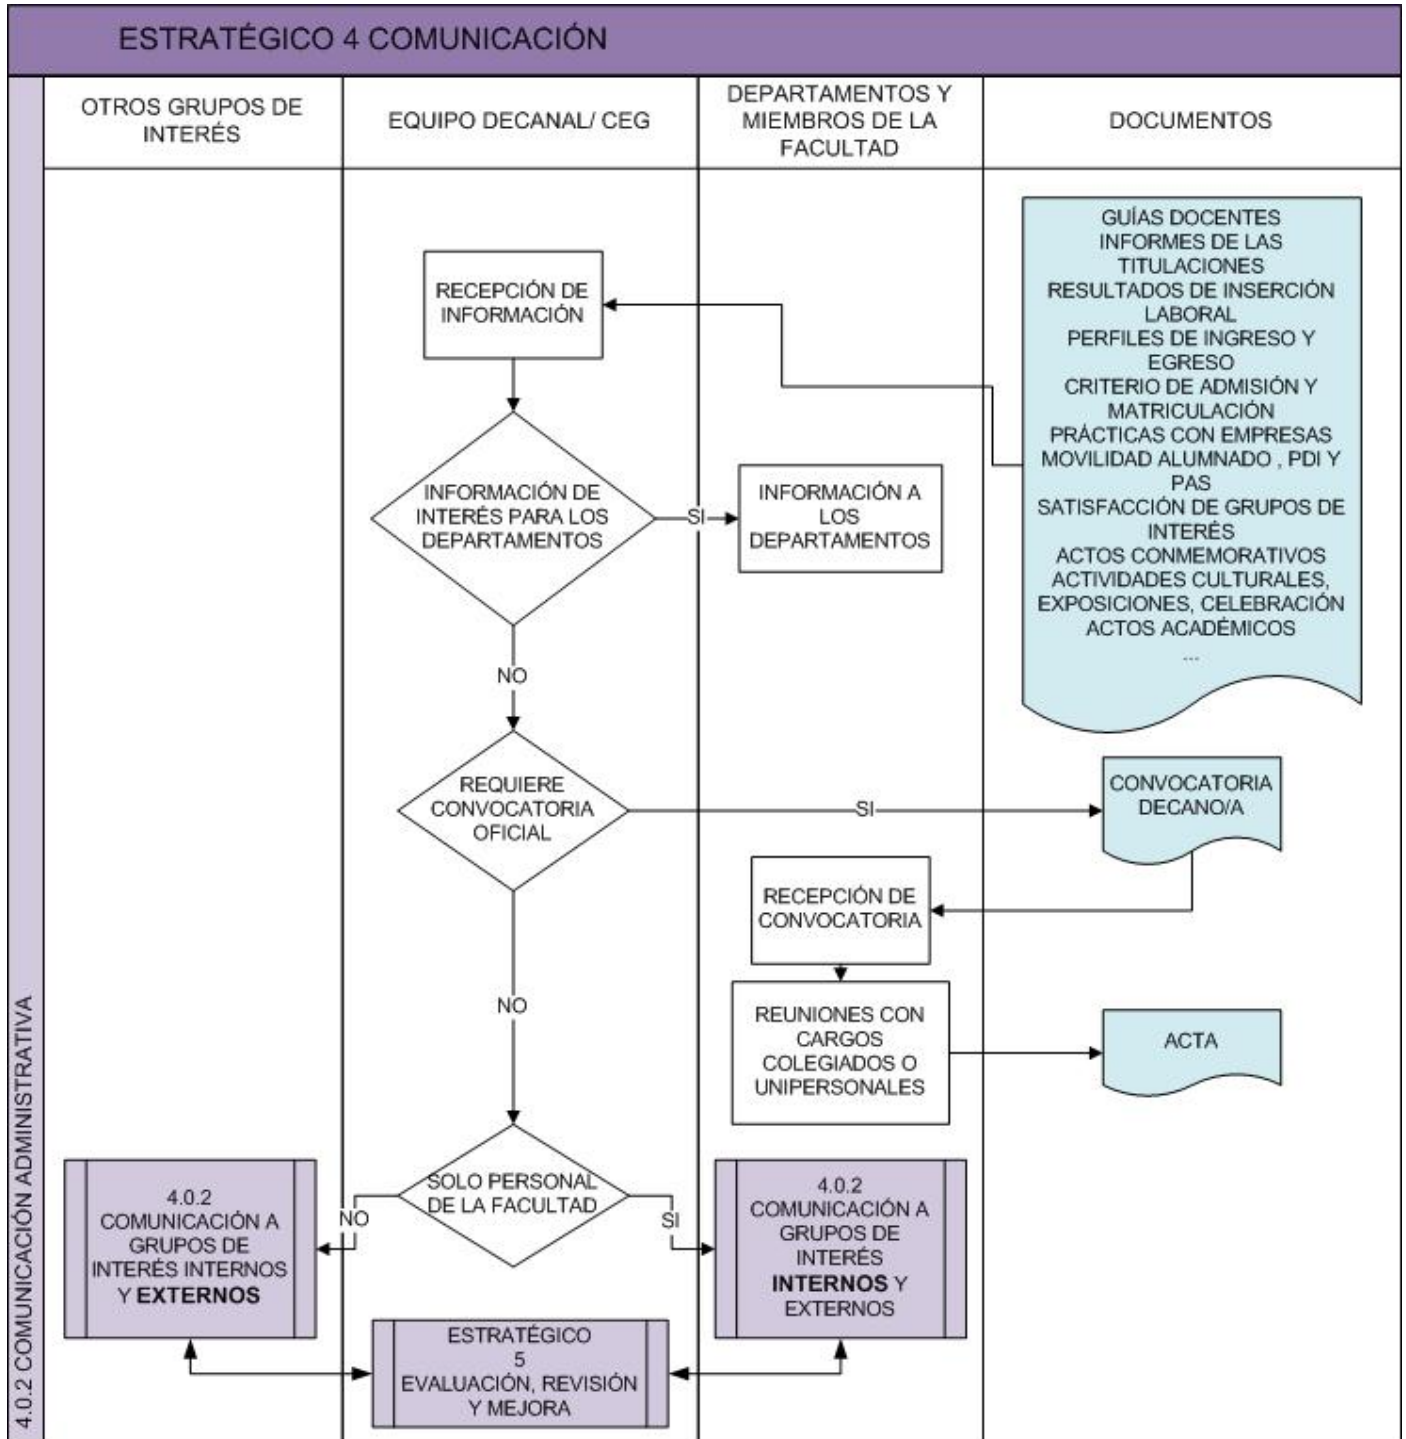 ESTRATÉGICO 4 COMUNICACIÓN
4.0.2 COMUNICACIÓN ADMINISTRATIVA
OTROS GRUPOS DE
INTERÉS
EQUIPO DECANAL/ CEG
DEPARTAMENTOS Y
MIEMBROS DE LA
FACULTAD
DOCUMENTOS
GUÍAS DOCENTES
INFORMES DE LAS
TITULACIONES
RESULTADOS DE INSERCIÓN
LABORAL
PERFILES DE INGRESO Y
EGRESO
CRITERIO DE ADMISIÓN Y
MATRICULACIÓN
PRÁCTICAS CON EMPRESAS
MOVILIDAD ALUMNADO , PDI Y
PAS
SATISFACCIÓN DE GRUPOS DE
INTERÉS
ACTOS CONMEMORATIVOS
ACTIVIDADES CULTURALES,
EXPOSICIONES, CELEBRACIÓN
ACTOS ACADÉMICOS
...
RECEPCIÓN DE
INFORMACIÓN
INFORMACIÓN DE
INTERÉS PARA LOS
DEPARTAMENTOS
SI
INFORMACIÓN A
LOS
DEPARTAMENTOS
NO
REQUIERE
CONVOCATORIA
OFICIAL
SI
CONVOCATORIA
DECANO/A
RECEPCIÓN DE
CONVOCATORIA
REUNIONES CON
CARGOS
COLEGIADOS O
UNIPERSONALES
ACTA
NO
SOLO PERSONAL
DE LA FACULTAD
NO
SI
4.0.2
COMUNICACIÓN A
GRUPOS DE
INTERÉS INTERNOS
Y EXTERNOS
4.0.2
COMUNICACIÓN A
GRUPOS DE
INTERÉS
INTERNOS Y
EXTERNOS
ESTRATÉGICO
5
EVALUACIÓN, REVISIÓN
Y MEJORA